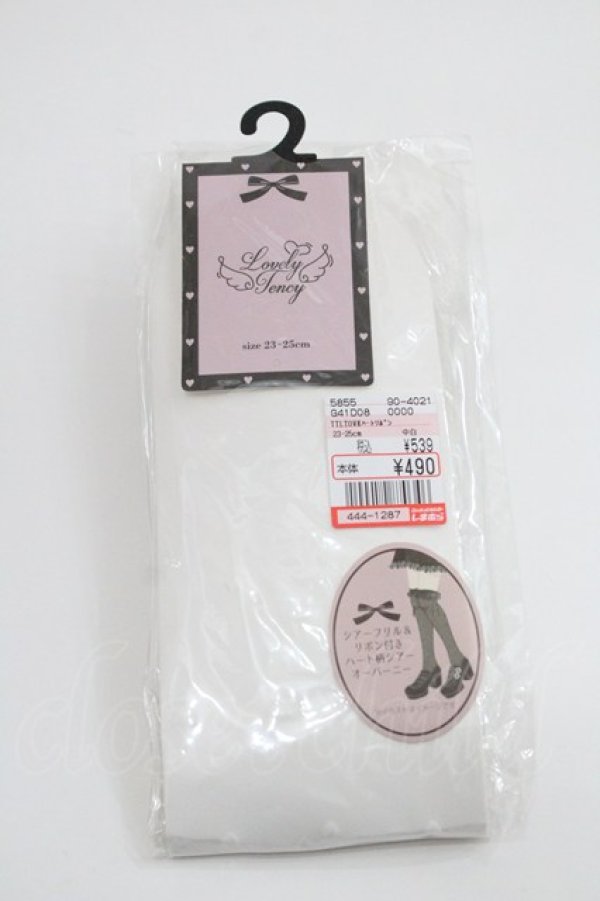 Lovely
Tency
size 23-25cm
5855 90-4021
G41D08 0000
23-25cm 中白
税込 ¥539
本体 ¥490
444-1287
しまむら
シアーフリル&
リボン付き
ハート柄シアー
オーバーニー